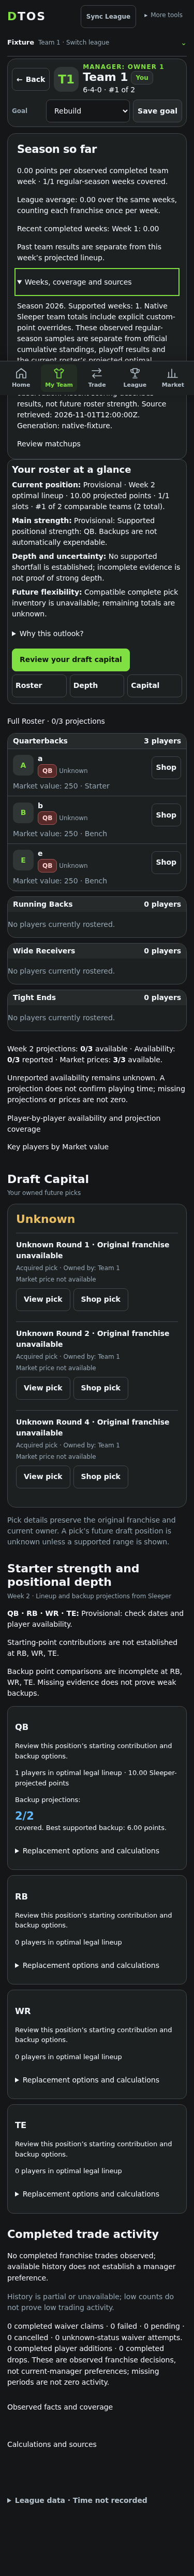 DTOS
Sync League
▸ More tools
Fixture Team 1 · Switch league
← Back
T1
MANAGER: OWNER 1
Team 1 You
6-4-0 · #1 of 2
Goal
Rebuild
Save goal
Season so far
0.00 points per observed completed team
week · 1/1 regular-season weeks covered.
League average: 0.00 over the same weeks,
counting each franchise once per week.
Recent completed weeks: Week 1: 0.00
Past team results are separate from this
week's projected lineup.
▼ Weeks, coverage and sources
Season 2026. Supported weeks: 1. Native
Sleeper team totals include explicit custom-
point overrides. These observed regular-
season samples are separate from official
cumulative standings, playoff results and
Home
My Team
Trade
League
Market
results, not future roster strength. Source
retrieved: 2026-11-01T12:00:00Z.
Generation: native-fixture.
Review matchups
Your roster at a glance
Current position: Provisional · Week 2
optimal lineup · 10.00 projected points · 1/1
slots · #1 of 2 comparable teams (2 total).
Main strength: Provisional: Supported
positional strength: QB. Backups are not
automatically expendable.
Depth and uncertainty: No supported
shortfall is established; incomplete evidence is
not proof of strong depth.
Future flexibility: Compatible complete pick
inventory is unavailable; remaining totals are
unknown.
▸ Why this outlook?
Review your draft capital
Roster
Depth
Capital
Full Roster · 0/3 projections
Quarterbacks 3 players
A
a
QB Unknown
Shop
Market value: 250 · Starter
B
b
QB Unknown
Shop
Market value: 250 · Bench
E
e
QB Unknown
Shop
Market value: 250 · Bench
Running Backs 0 players
No players currently rostered.
Wide Receivers 0 players
No players currently rostered.
Tight Ends 0 players
No players currently rostered.
Week 2 projections: 0/3 available · Availability:
0/3 reported · Market prices: 3/3 available.
Unreported availability remains unknown. A
projection does not confirm playing time; missing
projections or prices are not zero.
Player-by-player availability and projection
coverage
Key players by Market value
Draft Capital
Your owned future picks
Unknown
Unknown Round 1 · Original franchise
unavailable
Acquired pick · Owned by: Team 1
Market price not available
View pick
Shop pick
Unknown Round 2 · Original franchise
unavailable
Acquired pick · Owned by: Team 1
Market price not available
View pick
Shop pick
Unknown Round 4 · Original franchise
unavailable
Acquired pick · Owned by: Team 1
Market price not available
View pick
Shop pick
Pick details preserve the original franchise and
current owner. A pick's future draft position is
unknown unless a supported range is shown.
Starter strength and
positional depth
Week 2 · Lineup and backup projections from Sleeper
QB · RB · WR · TE: Provisional: check dates and
player availability.
Starting-point contributions are not established
at RB, WR, TE.
Backup point comparisons are incomplete at RB,
WR, TE. Missing evidence does not prove weak
backups.
QB
Review this position's starting contribution and
backup options.
1 players in optimal legal lineup · 10.00 Sleeper-
projected points
Backup projections:
2/2
covered. Best supported backup: 6.00 points.
▸ Replacement options and calculations
RB
Review this position's starting contribution and
backup options.
0 players in optimal legal lineup
▸ Replacement options and calculations
WR
Review this position's starting contribution and
backup options.
0 players in optimal legal lineup
▸ Replacement options and calculations
TE
Review this position's starting contribution and
backup options.
0 players in optimal legal lineup
▸ Replacement options and calculations
Completed trade activity
No completed franchise trades observed;
available history does not establish a manager
preference.
History is partial or unavailable; low counts do
not prove low trading activity.
0 completed waiver claims · 0 failed · 0 pending ·
0 cancelled · 0 unknown-status waiver attempts.
0 completed player additions · 0 completed
drops. These are observed franchise decisions,
not current-manager preferences; missing
periods are not zero activity.
Observed facts and coverage
Calculations and sources
▸ League data · Time not recorded